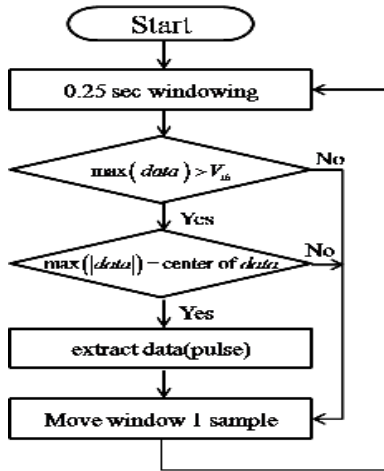 Start
0.25 sec windowing
max( data ) > V_th
No
Yes
max(|data|) = center of data
No
Yes
extract data(pulse)
Move window 1 sample